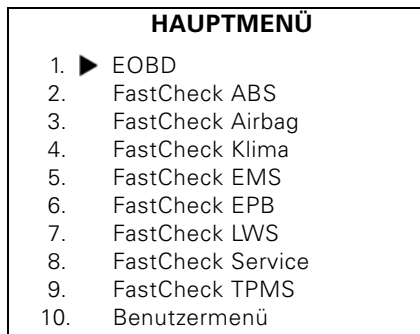 HAUPTMENÜ
1. ▶ EOBD
2. FastCheck ABS
3. FastCheck Airbag
4. FastCheck Klima
5. FastCheck EMS
6. FastCheck EPB
7. FastCheck LWS
8. FastCheck Service
9. FastCheck TPMS
10. Benutzermenü